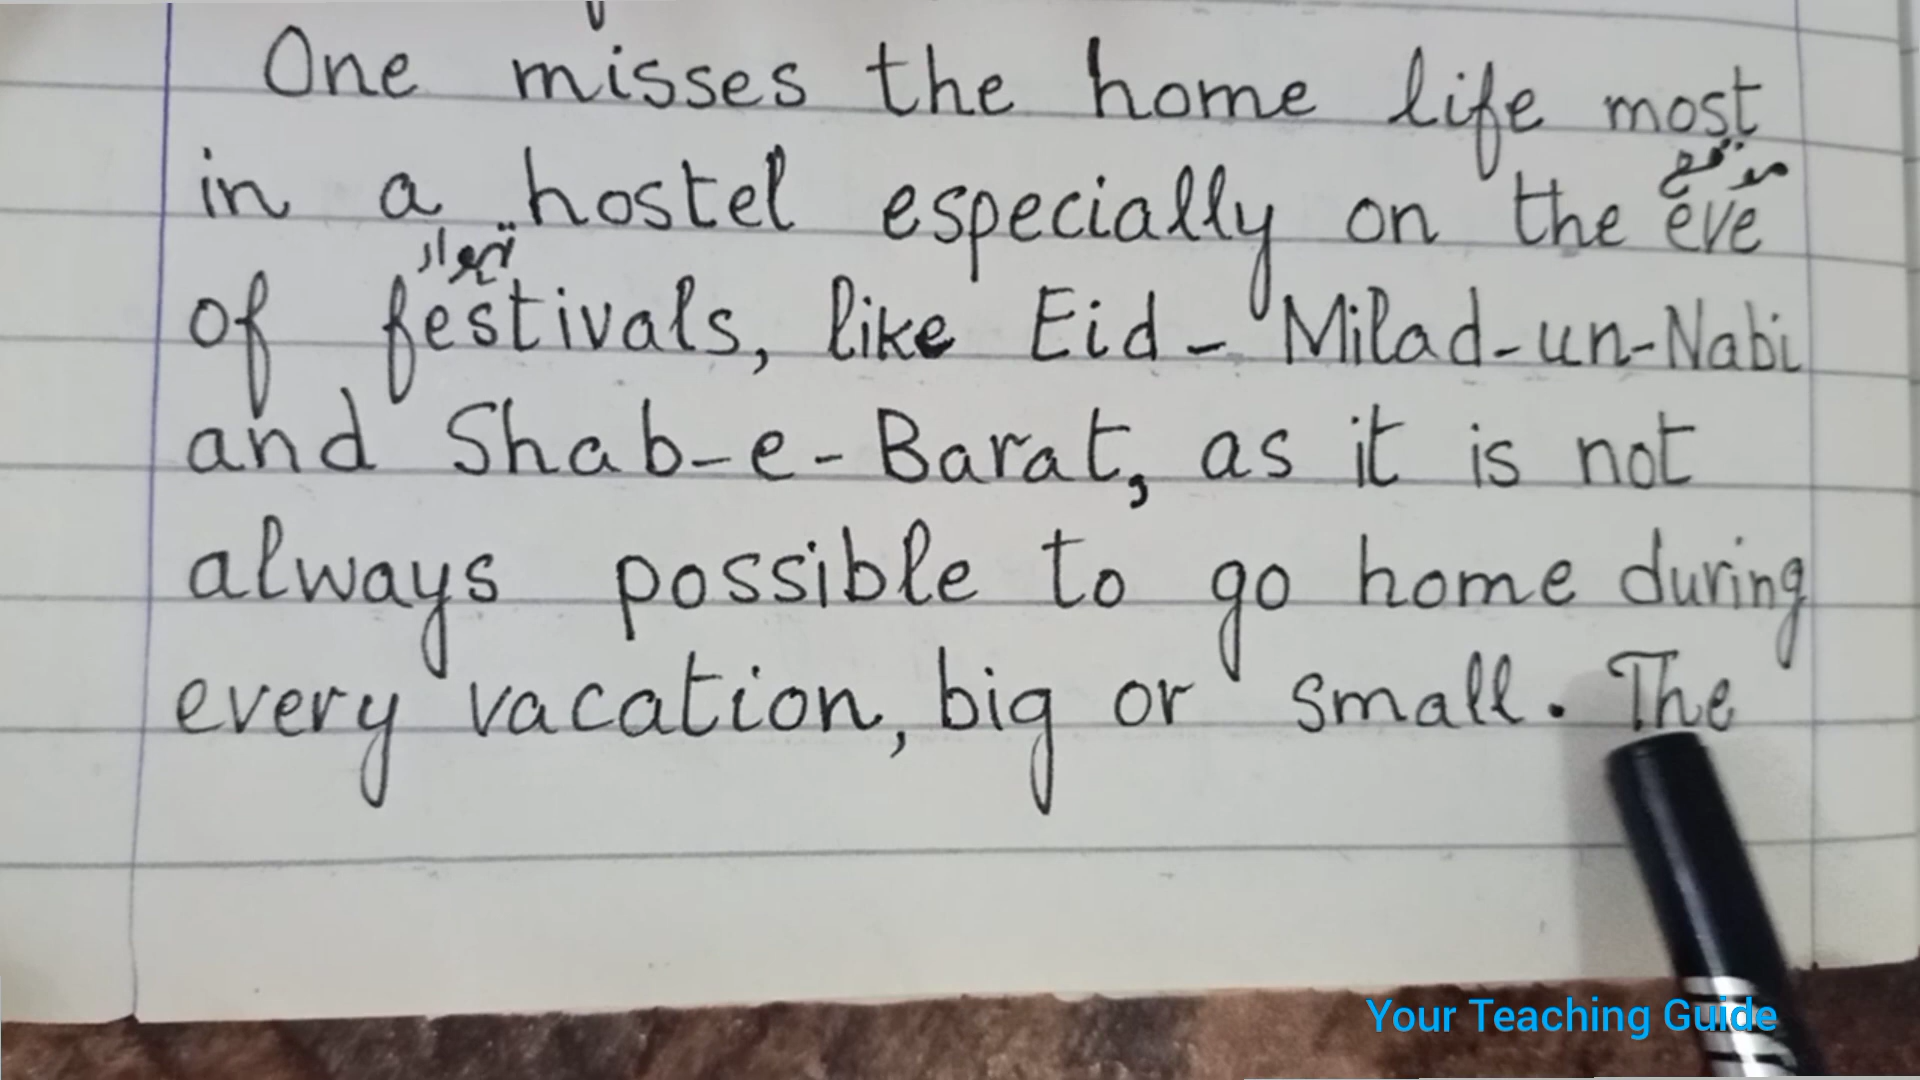 One misses the home life most
موقع
in a hostel especially on the eve
تہوار
of festivals, like Eid-Milad-un-Nabi
and Shab-e-Barat, as it is not
always possible to go home during
every vacation, big or small. The
Your Teaching Guide